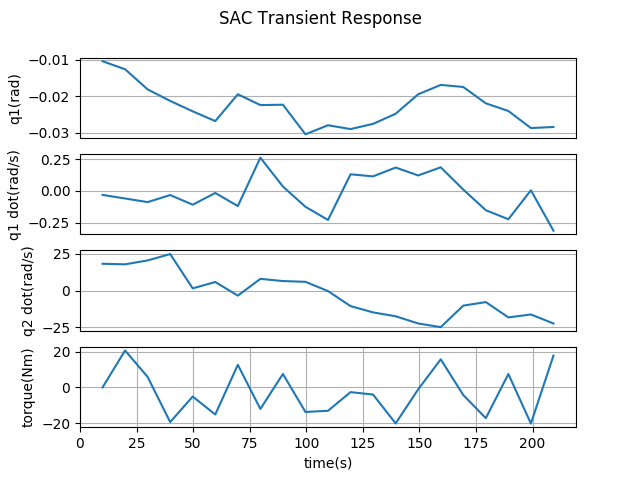 SAC Transient Response
−0.01
−0.02
−0.03
q1(rad)
0.25
0.00
−0.25
q1 dot(rad/s)
25
0
−25
q2 dot(rad/s)
20
0
−20
torque(Nm)
0 25 50 75 100 125 150 175 200
time(s)